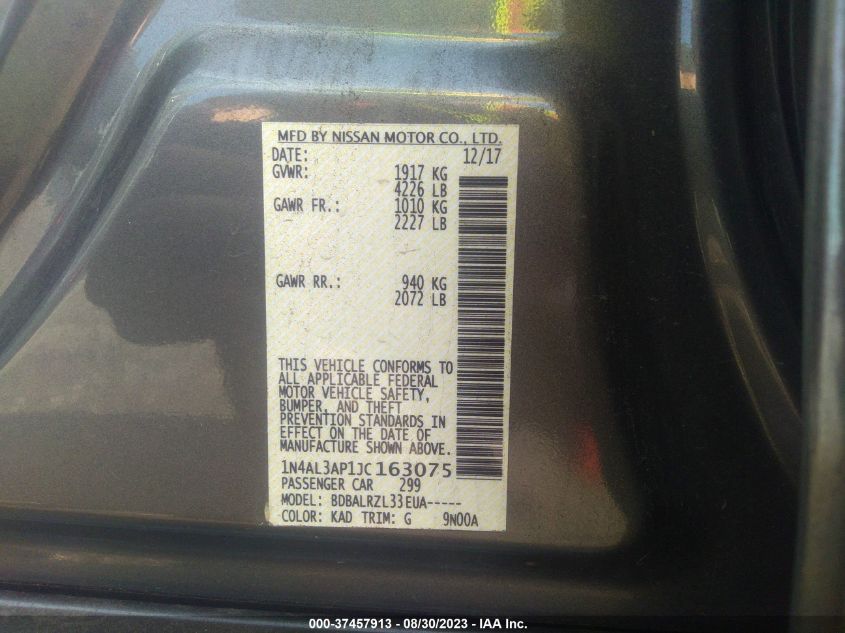 MFD BY NISSAN MOTOR CO., LTD.
DATE: 12/17
GVWR: 1917 KG
4226 LB
GAWR FR.: 1010 KG
2227 LB
GAWR RR.: 940 KG
2072 LB
THIS VEHICLE CONFORMS TO
ALL APPLICABLE FEDERAL
MOTOR VEHICLE SAFETY,
BUMPER, AND THEFT
PREVENTION STANDARDS IN
EFFECT ON THE DATE OF
MANUFACTURE SHOWN ABOVE.
1N4AL3AP1JC163075
PASSENGER CAR 299
MODEL: BDBALRZL33EUA-----
COLOR: KAD TRIM: G 9N00A
000-37457913 - 08/30/2023 - IAA Inc.